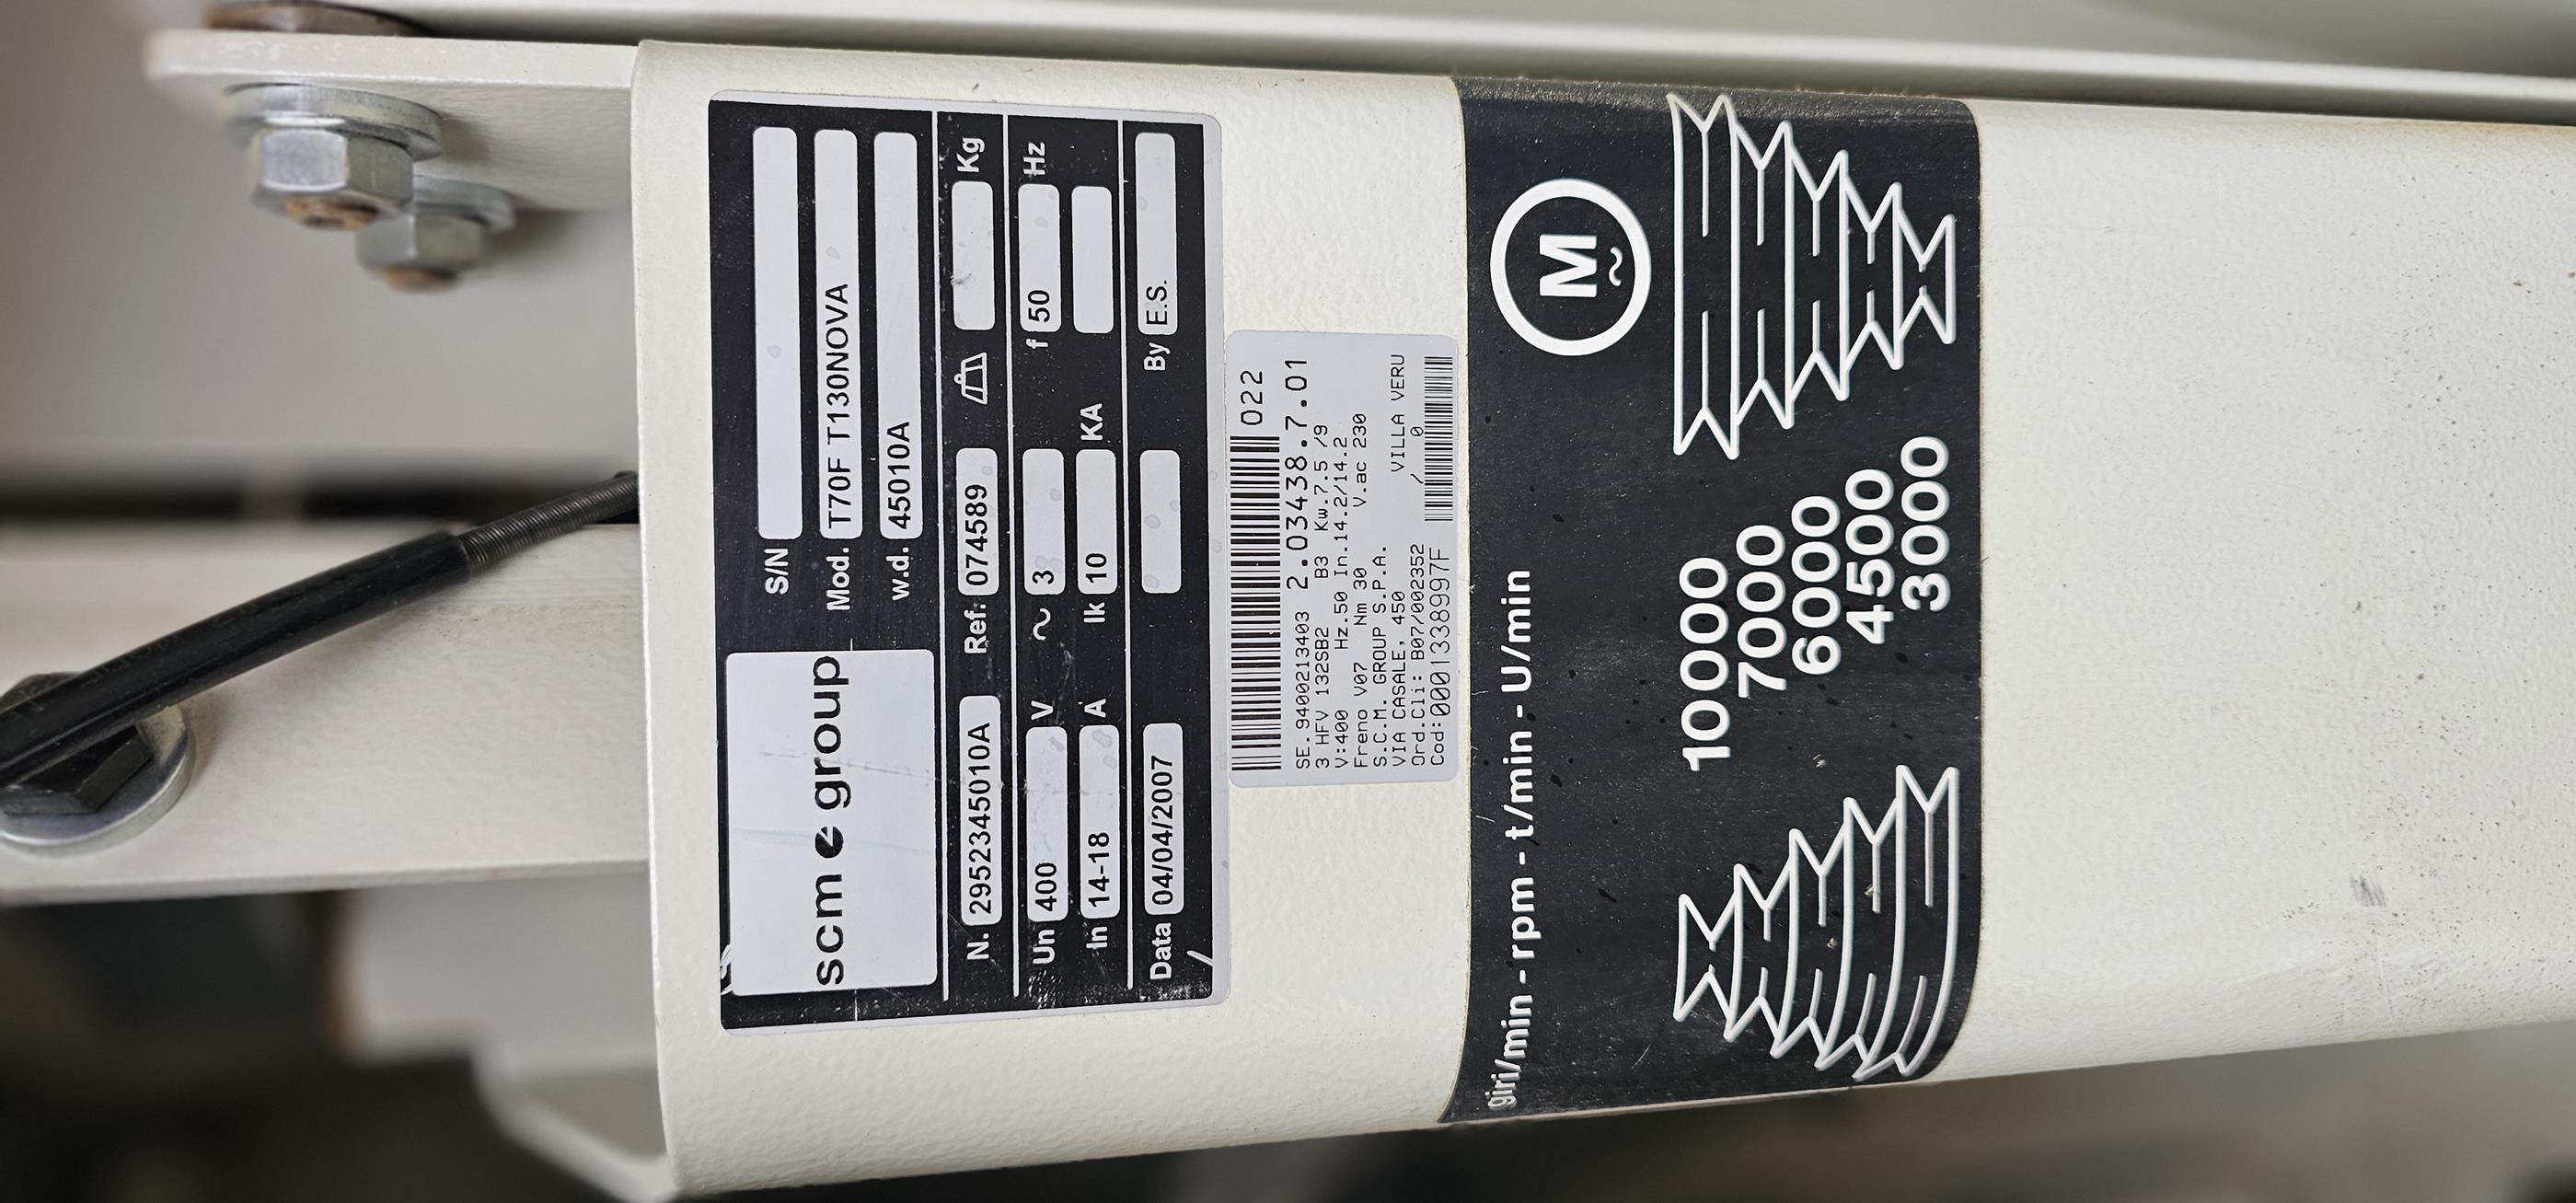 scm group
S/N
Mod. T70F T130NOVA
w.d. 45010A
N. 2952345010A Ref. 074589 Kg
Un 400 V ~ 3 f 50 Hz
In 14-18 A Ik 10 KA
Data 04/04/2007 By E.S.
022
SE.9400213403 2.03438.7.01
3 HFV 132SB2 B3 Kw.7.5 /9
V:400 Hz.50 In.14.2/14.2
Freno V07 Nm 30 V.ac 230
S.C.M. GROUP S.P.A.
VIA CASALE, 450 VILLA VERU
Ord.Cli: B07/002352 / 0
Cod:0001338997F
M
~
giri/min - rpm - t/min - U/min
10000
7000
6000
4500
3000